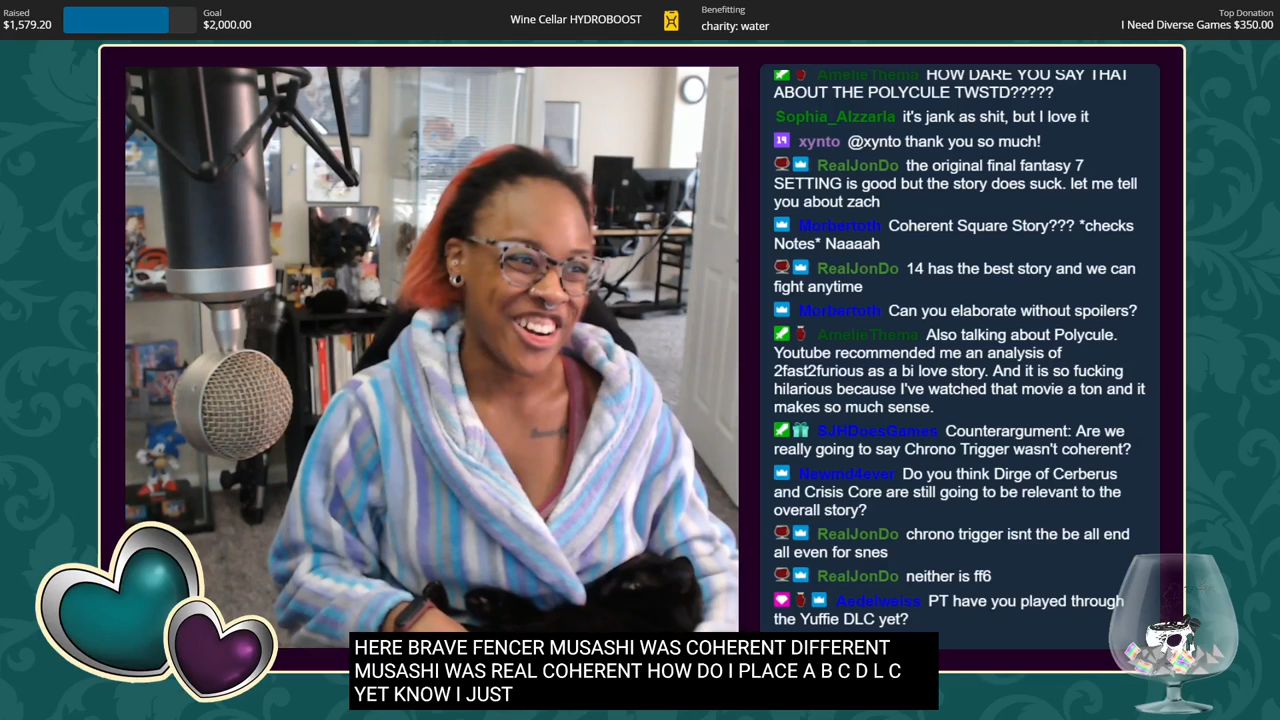 Raised
$1,579.20
Goal
$2,000.00
Wine Cellar HYDROBOOST
Benefitting
charity: water
Top Donation
I Need Diverse Games $350.00
AmelieThema HOW DARE YOU SAY THAT
ABOUT THE POLYCULE TWSTD?????
Sophia_Alzzarla it's jank as shit, but I love it
19 xynto @xynto thank you so much!
RealJonDo the original final fantasy 7
SETTING is good but the story does suck. let me tell
you about zach
Morbertoth Coherent Square Story??? *checks
Notes* Naaaah
RealJonDo 14 has the best story and we can
fight anytime
Morbertoth Can you elaborate without spoilers?
AmelieThema Also talking about Polycule.
Youtube recommended me an analysis of
2fast2furious as a bi love story. And it is so fucking
hilarious because I've watched that movie a ton and it
makes so much sense.
SJHDoesGames Counterargument: Are we
really going to say Chrono Trigger wasn't coherent?
Newmd4ever Do you think Dirge of Cerberus
and Crisis Core are still going to be relevant to the
overall story?
RealJonDo chrono trigger isnt the be all end
all even for snes
RealJonDo neither is ff6
Aedelweiss PT have you played through
the Yuffie DLC yet?
HERE BRAVE FENCER MUSASHI WAS COHERENT DIFFERENT
MUSASHI WAS REAL COHERENT HOW DO I PLACE A B C D L C
YET KNOW I JUST